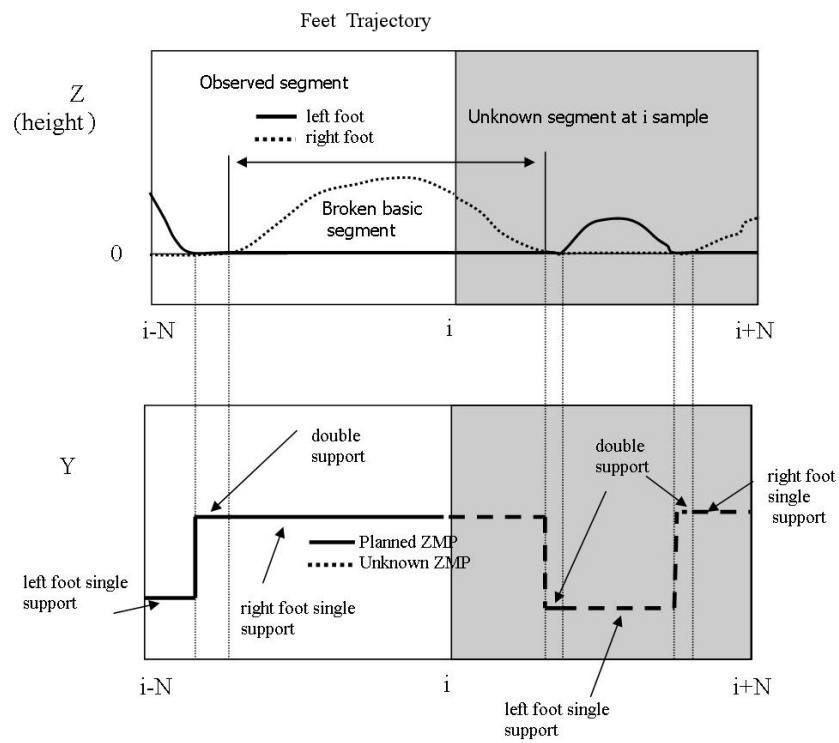 Feet Trajectory
Z
(height)
Observed segment
left foot
right foot
Unknown segment at i sample
Broken basic
segment
0
i-N
i
i+N
Y
double
support
double
support
right foot
single
support
Planned ZMP
Unknown ZMP
left foot single
support
right foot single
support
i-N
i
i+N
left foot single
support